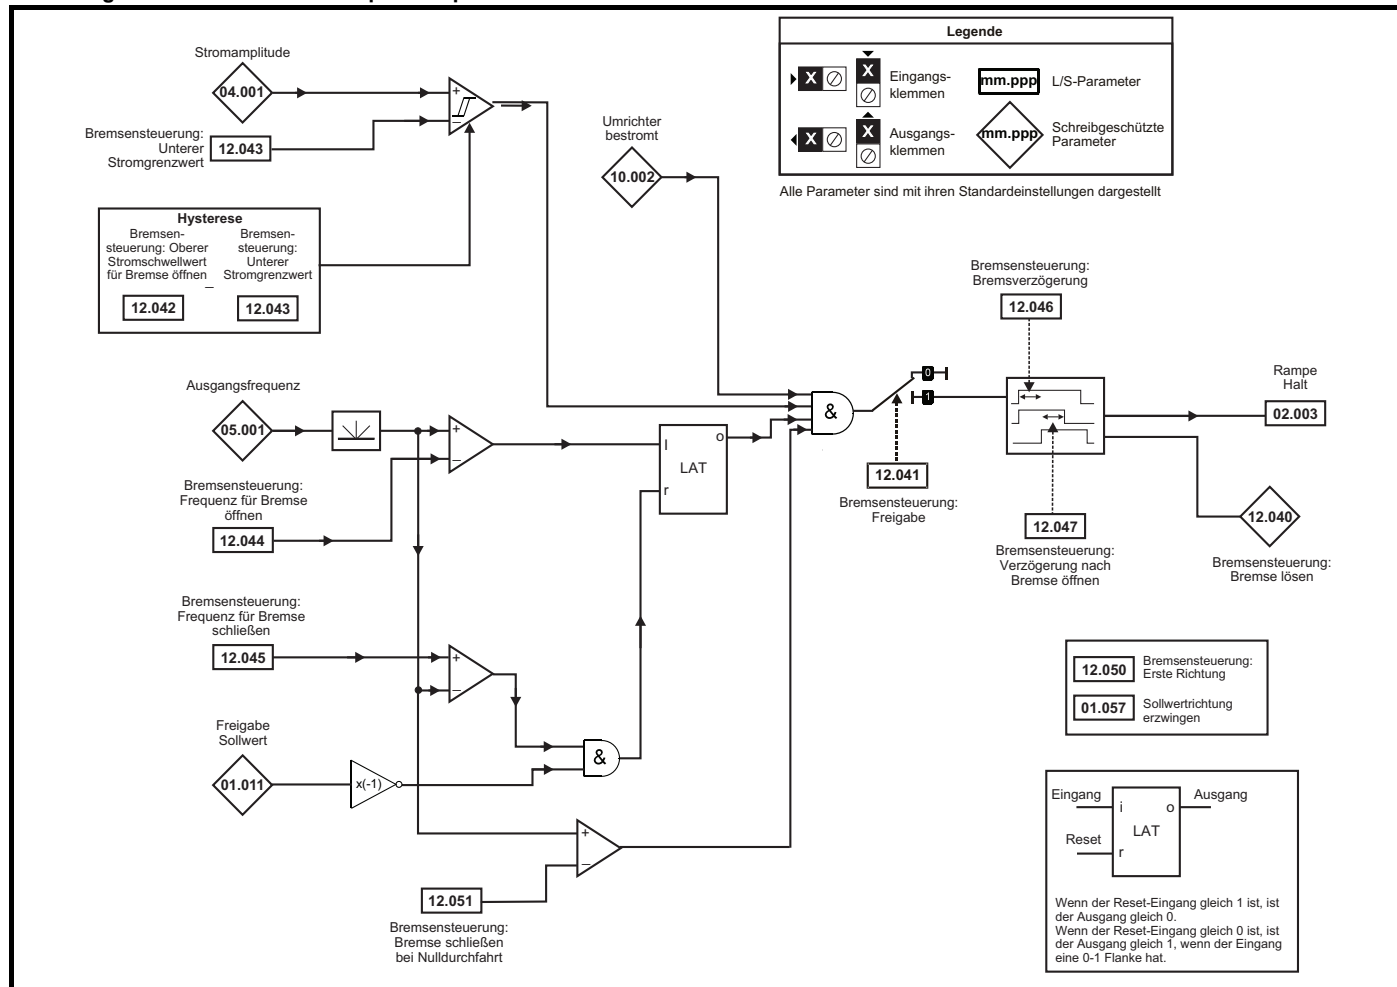 Stromamplitude
04.001
+
−
Bremsensteuerung:
Unterer
Stromgrenzwert
12.043
Hysterese
Bremsen-
steuerung: Oberer
Stromschwellwert
für Bremse öffnen
12.042
_
Bremsen-
steuerung:
Unterer
Stromgrenzwert
12.043
Umrichter
bestromt
10.002
Legende
X
X
Eingangs-
klemmen
mm.ppp
L/S-Parameter
X
X
Ausgangs-
klemmen
mm.ppp
Schreibgeschützte
Parameter
Alle Parameter sind mit ihren Standardeinstellungen dargestellt
Ausgangsfrequenz
05.001
+
−
Bremsensteuerung:
Frequenz für Bremse
öffnen
12.044
I
o
LAT
r
&
0
1
12.041
Bremsensteuerung:
Freigabe
Bremsensteuerung:
Bremsverzögerung
12.046
12.047
Bremsensteuerung:
Verzögerung nach
Bremse öffnen
Rampe
Halt
02.003
12.040
Bremsensteuerung:
Bremse lösen
Bremsensteuerung:
Frequenz für Bremse
schließen
12.045
+
−
Freigabe
Sollwert
01.011
x(-1)
&
+
−
12.051
Bremsensteuerung:
Bremse schließen
bei Nulldurchfahrt
12.050
Bremsensteuerung:
Erste Richtung
01.057
Sollwertrichtung
erzwingen
Eingang
i
o
Ausgang
LAT
Reset
r
Wenn der Reset-Eingang gleich 1 ist, ist
der Ausgang gleich 0.
Wenn der Reset-Eingang gleich 0 ist, ist
der Ausgang gleich 1, wenn der Eingang
eine 0-1 Flanke hat.